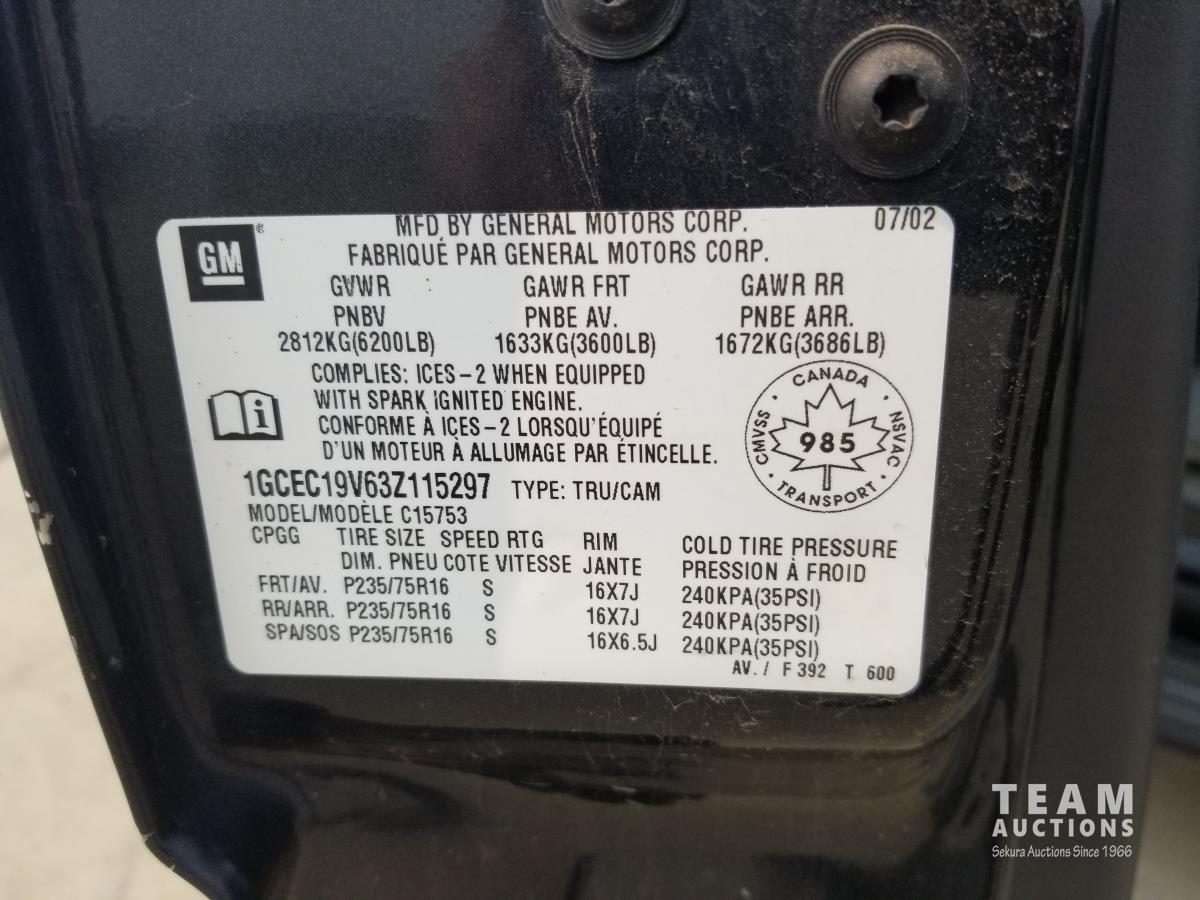 GM ® MFD BY GENERAL MOTORS CORP. 07/02
FABRIQUÉ PAR GENERAL MOTORS CORP.
GVWR GAWR FRT GAWR RR
PNBV PNBE AV. PNBE ARR.
2812KG(6200LB) 1633KG(3600LB) 1672KG(3686LB)
COMPLIES: ICES-2 WHEN EQUIPPED
WITH SPARK IGNITED ENGINE.
CONFORME À ICES-2 LORSQU'ÉQUIPÉ
D'UN MOTEUR À ALLUMAGE PAR ÉTINCELLE.
CANADA
CMVSS 985 NSVAC
TRANSPORT
1GCEC19V63Z115297 TYPE: TRU/CAM
MODEL/MODÈLE C15753
CPGG TIRE SIZE SPEED RTG RIM COLD TIRE PRESSURE
DIM. PNEU COTE VITESSE JANTE PRESSION À FROID
FRT/AV. P235/75R16 S 16X7J 240KPA(35PSI)
RR/ARR. P235/75R16 S 16X7J 240KPA(35PSI)
SPA/SOS P235/75R16 S 16X6.5J 240KPA(35PSI)
AV. / F 392 T 600
TEAM
AUCTIONS
Sekura Auctions Since 1966